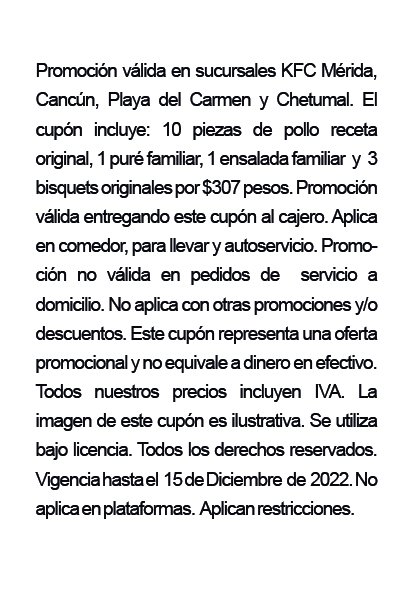 Promoción válida en sucursales KFC Mérida,
Cancún, Playa del Carmen y Chetumal. El
cupón incluye: 10 piezas de pollo receta
original, 1 puré familiar, 1 ensalada familiar y 3
bisquets originales por $307 pesos. Promoción
válida entregando este cupón al cajero. Aplica
en comedor, para llevar y autoservicio. Promo-
ción no válida en pedidos de servicio a
domicilio. No aplica con otras promociones y/o
descuentos. Este cupón representa una oferta
promocional y no equivale a dinero en efectivo.
Todos nuestros precios incluyen IVA. La
imagen de este cupón es ilustrativa. Se utiliza
bajo licencia. Todos los derechos reservados.
Vigencia hasta el 15 de Diciembre de 2022. No
aplica en plataformas. Aplican restricciones.